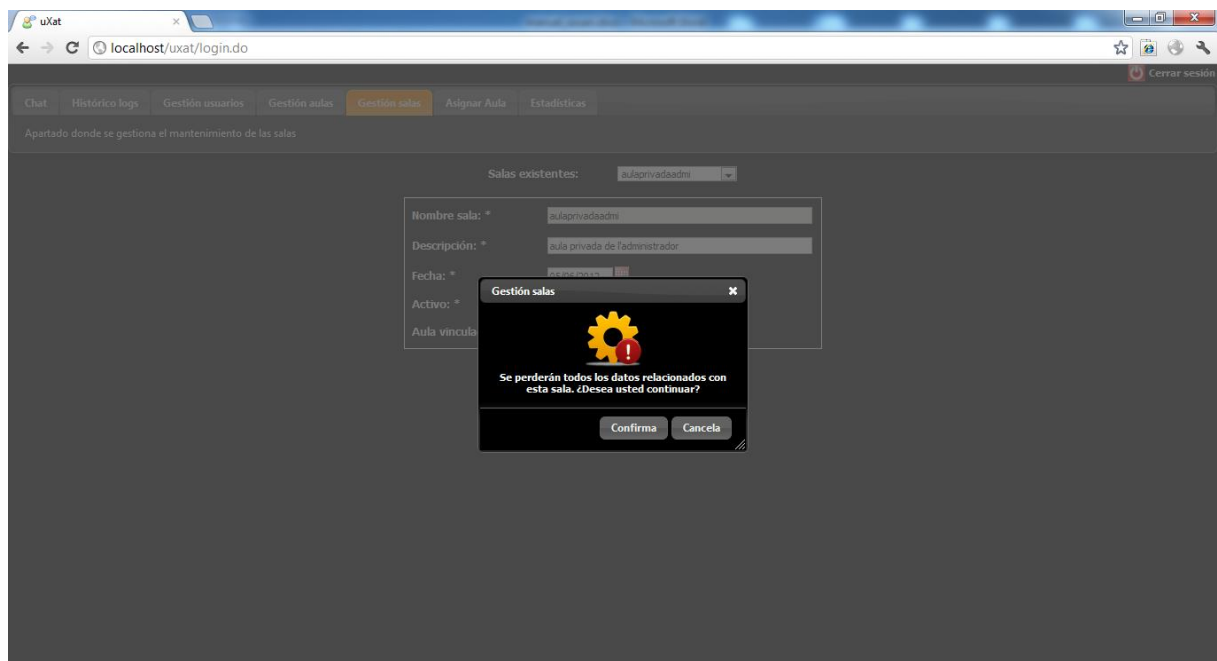 uXat
localhost/uxat/login.do
Cerrar sesión
Chat Histórico logs Gestión usuarios Gestión aulas Gestión salas Asignar Aula Estadísticas
Apartado donde se gestiona el mantenimiento de las salas
Salas existentes: aulaprivadaadmi
Nombre sala: * aulaprivadaadmi
Descripción: * aula privada de l'administrador
Fecha: *
Activo: *
Aula vincula
Gestión salas
Se perderán todos los datos relacionados con
esta sala. ¿Desea usted continuar?
Confirma Cancela